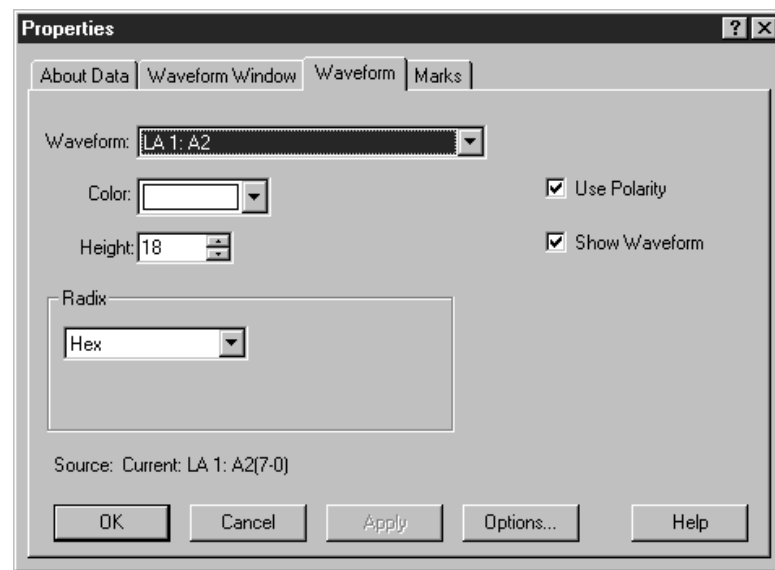 Properties
About Data Waveform Window Waveform Marks
Waveform: LA 1: A2
Color: Use Polarity
Height: 18 Show Waveform
Radix
Hex
Source: Current: LA 1: A2(7-0)
OK Cancel Apply Options... Help